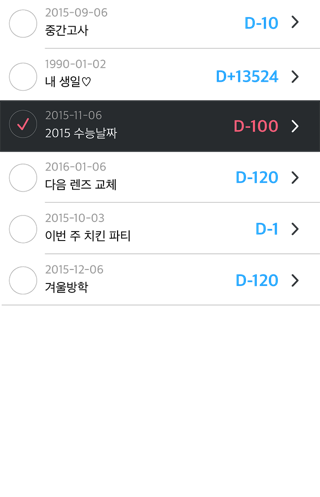 2015-09-06
중간고사
D-10
1990-01-02
내 생일♡
D+13524
2015-11-06
2015 수능날짜
D-100
2016-01-06
다음 렌즈 교체
D-120
2015-10-03
이번 주 치킨 파티
D-1
2015-12-06
겨울방학
D-120